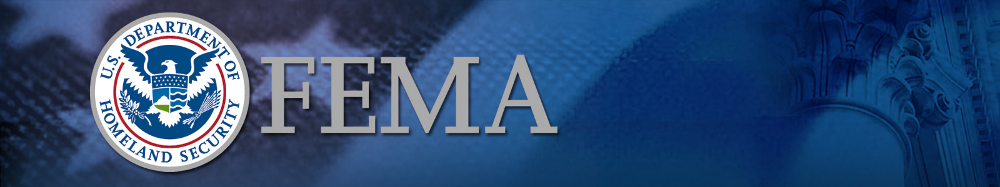 U.S. DEPARTMENT OF
HOMELAND SECURITY
FEMA